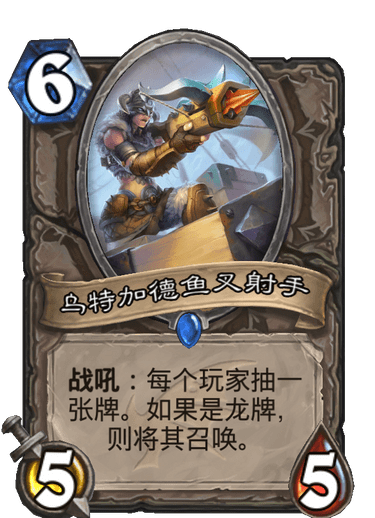 6
乌特加德鱼叉射手
战吼：每个玩家抽一
张牌。如果是龙牌，
则将其召唤。
5
5